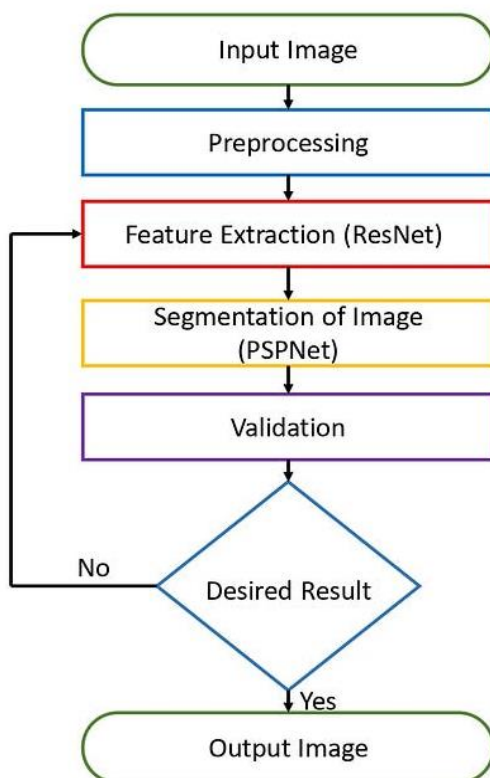 Input Image
Preprocessing
Feature Extraction (ResNet)
Segmentation of Image
(PSPNet)
Validation
No
Desired Result
Yes
Output Image